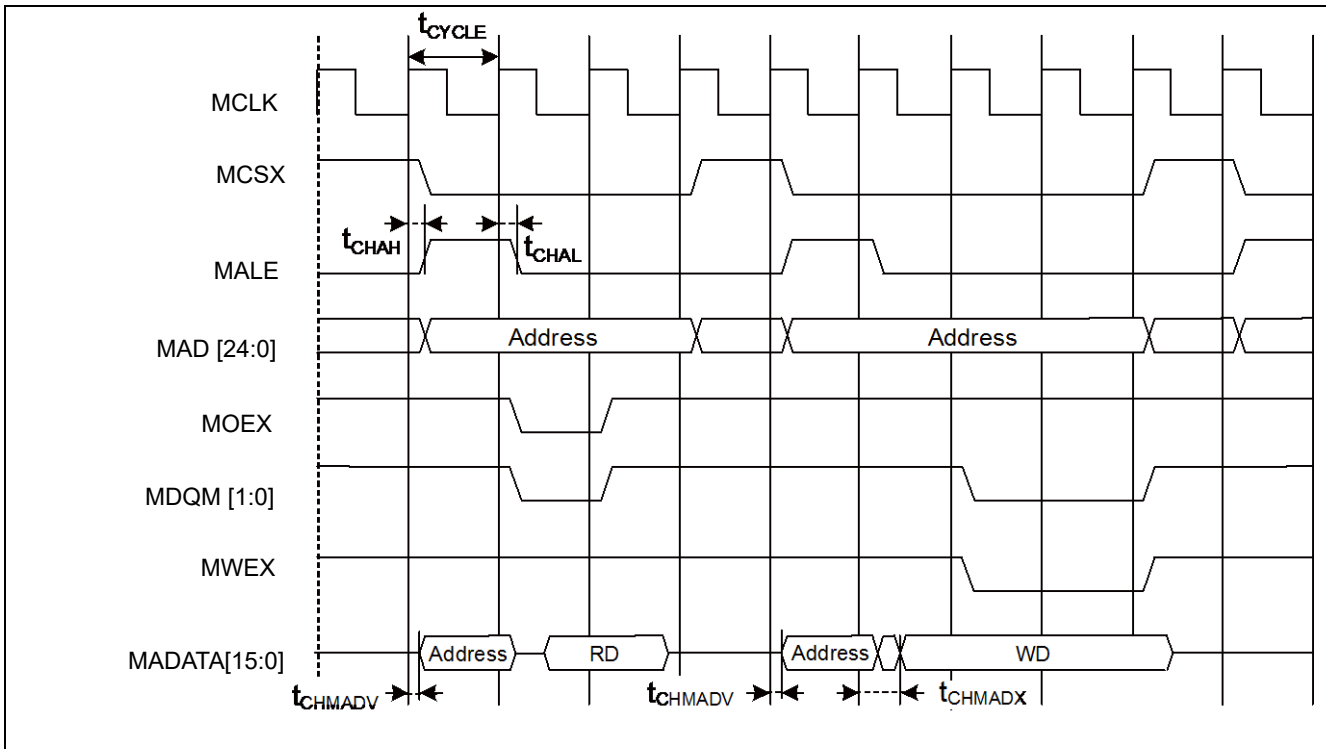 tCYCLE
MCLK
MCSX
tCHAH
tCHAL
MALE
MAD [24:0]
Address
Address
MOEX
MDQM [1:0]
MWEX
MADATA[15:0]
Address
RD
Address
WD
tCHMADV
tCHMADV
tCHMADX